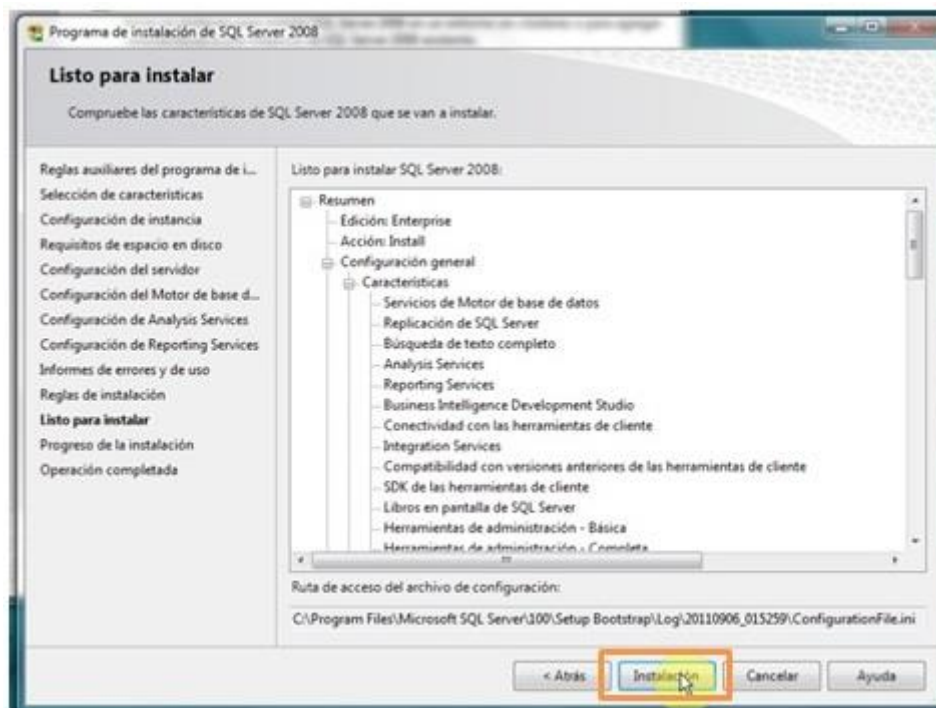 Programa de instalación de SQL Server 2008
Listo para instalar
Compruebe las características de SQL Server 2008 que se van a instalar.
Reglas auxiliares del programa de i...
Selección de características
Configuración de instancia
Requisitos de espacio en disco
Configuración del servidor
Configuración del Motor de base d...
Configuración de Analysis Services
Configuración de Reporting Services
Informes de errores y de uso
Reglas de instalación
Listo para instalar
Progreso de la instalación
Operación completada
Listo para instalar SQL Server 2008:
Resumen
Edición: Enterprise
Acción: Install
Configuración general
Características
Servicios de Motor de base de datos
Replicación de SQL Server
Búsqueda de texto completo
Analysis Services
Reporting Services
Business Intelligence Development Studio
Conectividad con las herramientas de cliente
Integration Services
Compatibilidad con versiones anteriores de las herramientas de cliente
SDK de las herramientas de cliente
Libros en pantalla de SQL Server
Herramientas de administración - Básica
Herramientas de administración - Completa
Ruta de acceso del archivo de configuración:
C:\Program Files\Microsoft SQL Server\100\Setup Bootstrap\Log\20110906_015259\ConfigurationFile.ini
< Atrás
Instalación
Cancelar
Ayuda